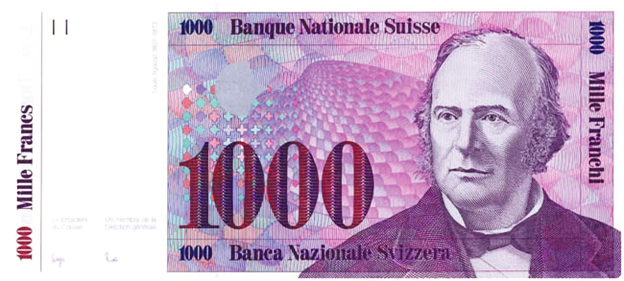 1000 Mille Francs
1000 Banque Nationale Suisse
1000
1000 Banca Nazionale Svizzera
1000 Mille Franchi